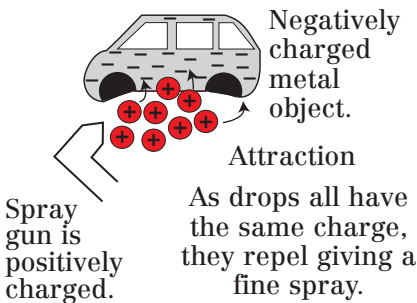 Negatively
charged
metal
object.
Attraction
As drops all have
the same charge,
they repel giving a
fine spray.
Spray
gun is
positively
charged.